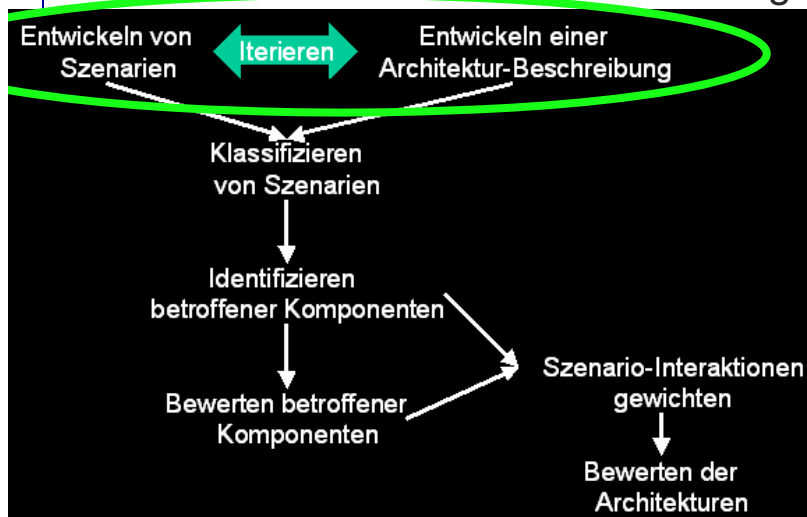 Entwickeln von
Szenarien
Iterieren
Entwickeln einer
Architektur-Beschreibung
Klassifizieren
von Szenarien
Identifizieren
betroffener Komponenten
Bewerten betroffener
Komponenten
Szenario-Interaktionen
gewichten
Bewerten der
Architekturen